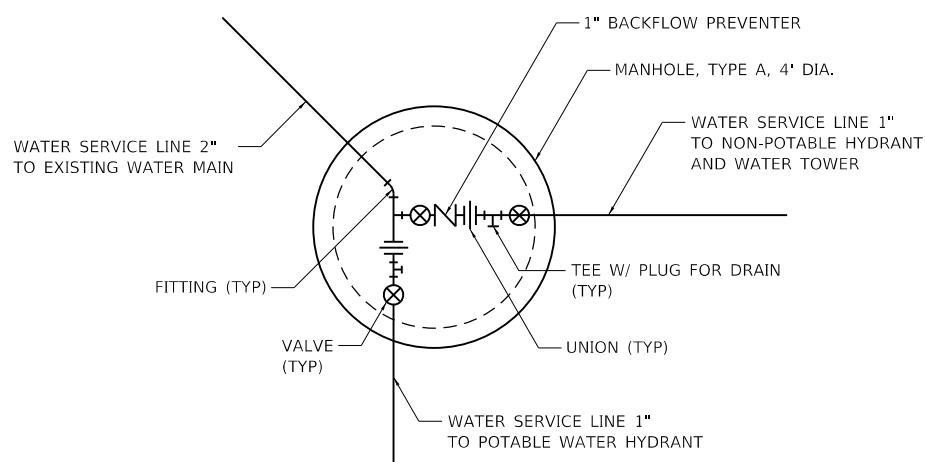 1" BACKFLOW PREVENTER
MANHOLE, TYPE A, 4' DIA.
WATER SERVICE LINE 1"
TO NON-POTABLE HYDRANT
AND WATER TOWER
WATER SERVICE LINE 2"
TO EXISTING WATER MAIN
TEE W/ PLUG FOR DRAIN
(TYP)
FITTING (TYP)
VALVE
(TYP)
UNION (TYP)
WATER SERVICE LINE 1"
TO POTABLE WATER HYDRANT